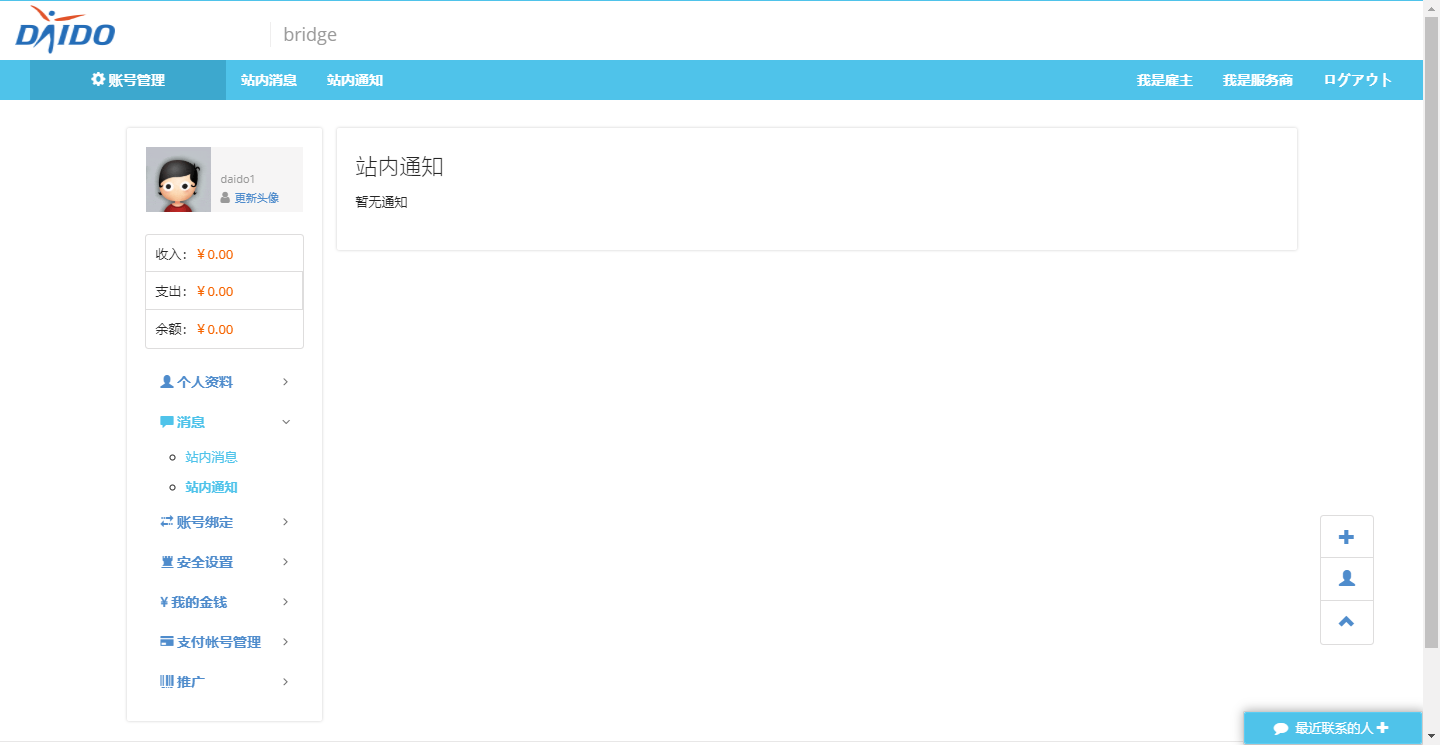 DAIDO
bridge
账号管理
站内消息
站内通知
我是雇主
我是服务商
ログアウト
daido1
更新头像
收入：￥0.00
支出：￥0.00
余额：￥0.00
个人资料
消息
站内消息
站内通知
账号绑定
安全设置
¥ 我的金钱
支付帐号管理
推广
站内通知
暂无通知
最近联系的人